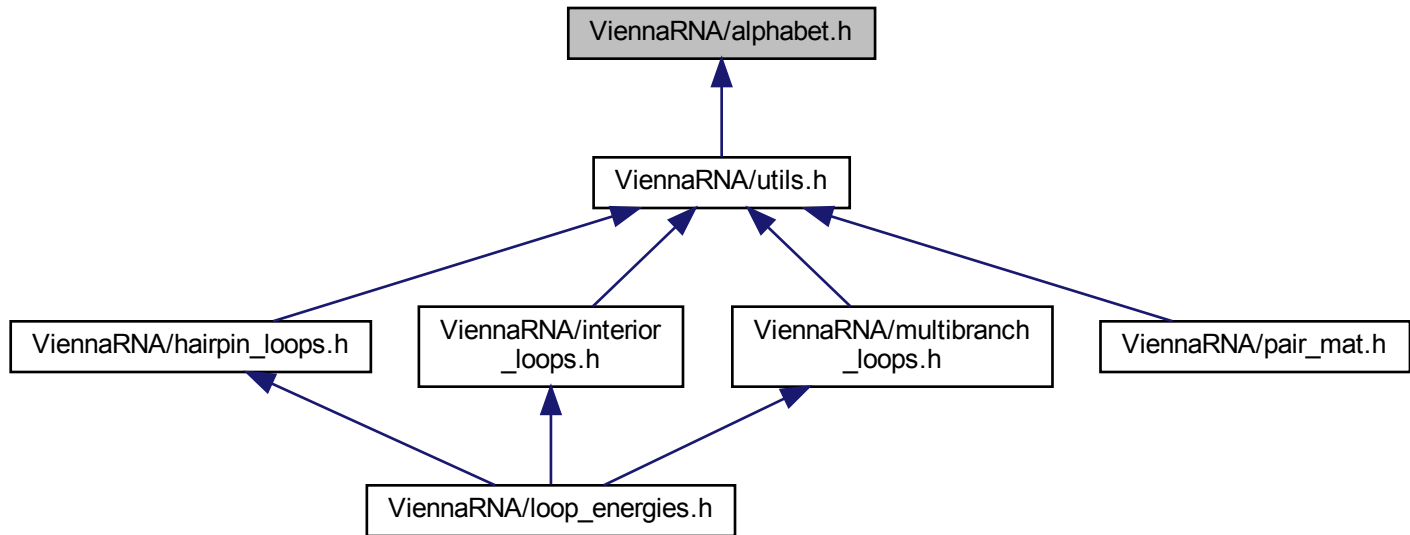 ViennaRNA/alphabet.h
ViennaRNA/utils.h
ViennaRNA/hairpin_loops.h
ViennaRNA/interior
_loops.h
ViennaRNA/multibranch
_loops.h
ViennaRNA/pair_mat.h
ViennaRNA/loop_energies.h